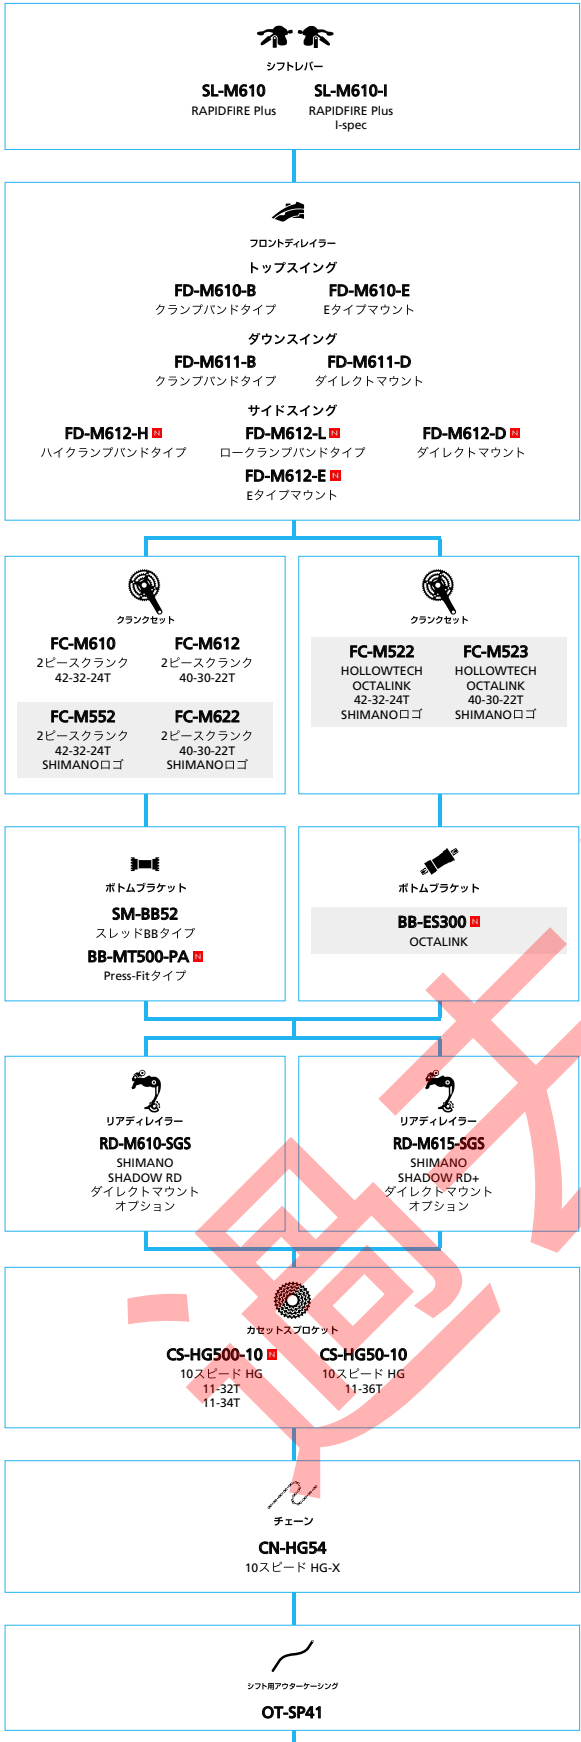 シフトレバー
SL-M610 SL-M610-I
RAPIDFIRE Plus RAPIDFIRE Plus
I-spec
フロントディレイラー
トップスイング
FD-M610-B FD-M610-E
クランプバンドタイプ Eタイプマウント
ダウンスイング
FD-M611-B FD-M611-D
クランプバンドタイプ ダイレクトマウント
サイドスイング
FD-M612-H N FD-M612-L N FD-M612-D N
ハイクランプバンドタイプ ロークランプバンドタイプ ダイレクトマウント
FD-M612-E N
Eタイプマウント
クランクセット
FC-M610 FC-M612
2ピースクランク 2ピースクランク
42-32-24T 40-30-22T
FC-M552 FC-M622
2ピースクランク 2ピースクランク
42-32-24T 40-30-22T
SHIMANOロゴ SHIMANOロゴ
クランクセット
FC-M522 FC-M523
HOLLOWTECH HOLLOWTECH
OCTALINK OCTALINK
42-32-24T 40-30-22T
SHIMANOロゴ SHIMANOロゴ
ボトムブラケット
SM-BB52
スレッドBBタイプ
BB-MT500-PA N
Press-Fitタイプ
ボトムブラケット
BB-ES300 N
OCTALINK
リアディレイラー
RD-M610-SGS
SHIMANO
SHADOW RD
ダイレクトマウント
オプション
リアディレイラー
RD-M615-SGS
SHIMANO
SHADOW RD+
ダイレクトマウント
オプション
カセットスプロケット
CS-HG500-10 N CS-HG50-10
10スピード HG 10スピード HG
11-32T 11-36T
11-34T
チェーン
CN-HG54
10スピード HG-X
シフト用アウターケーシング
OT-SP41
過去